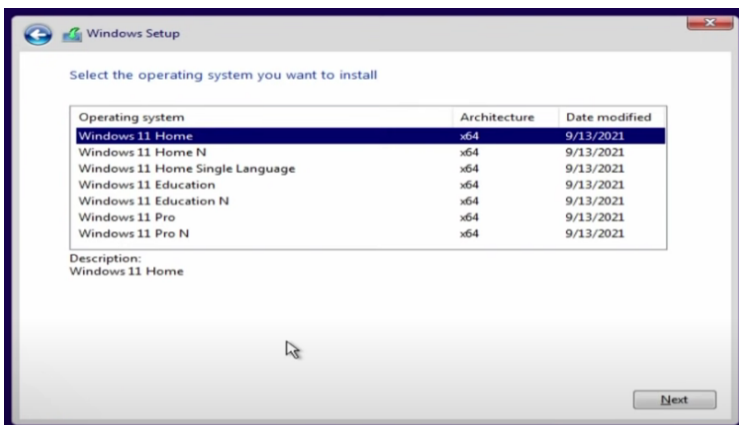 Windows Setup
Select the operating system you want to install
Operating system Architecture Date modified
Windows 11 Home x64 9/13/2021
Windows 11 Home N x64 9/13/2021
Windows 11 Home Single Language x64 9/13/2021
Windows 11 Education x64 9/13/2021
Windows 11 Education N x64 9/13/2021
Windows 11 Pro x64 9/13/2021
Windows 11 Pro N x64 9/13/2021
Description:
Windows 11 Home
Next